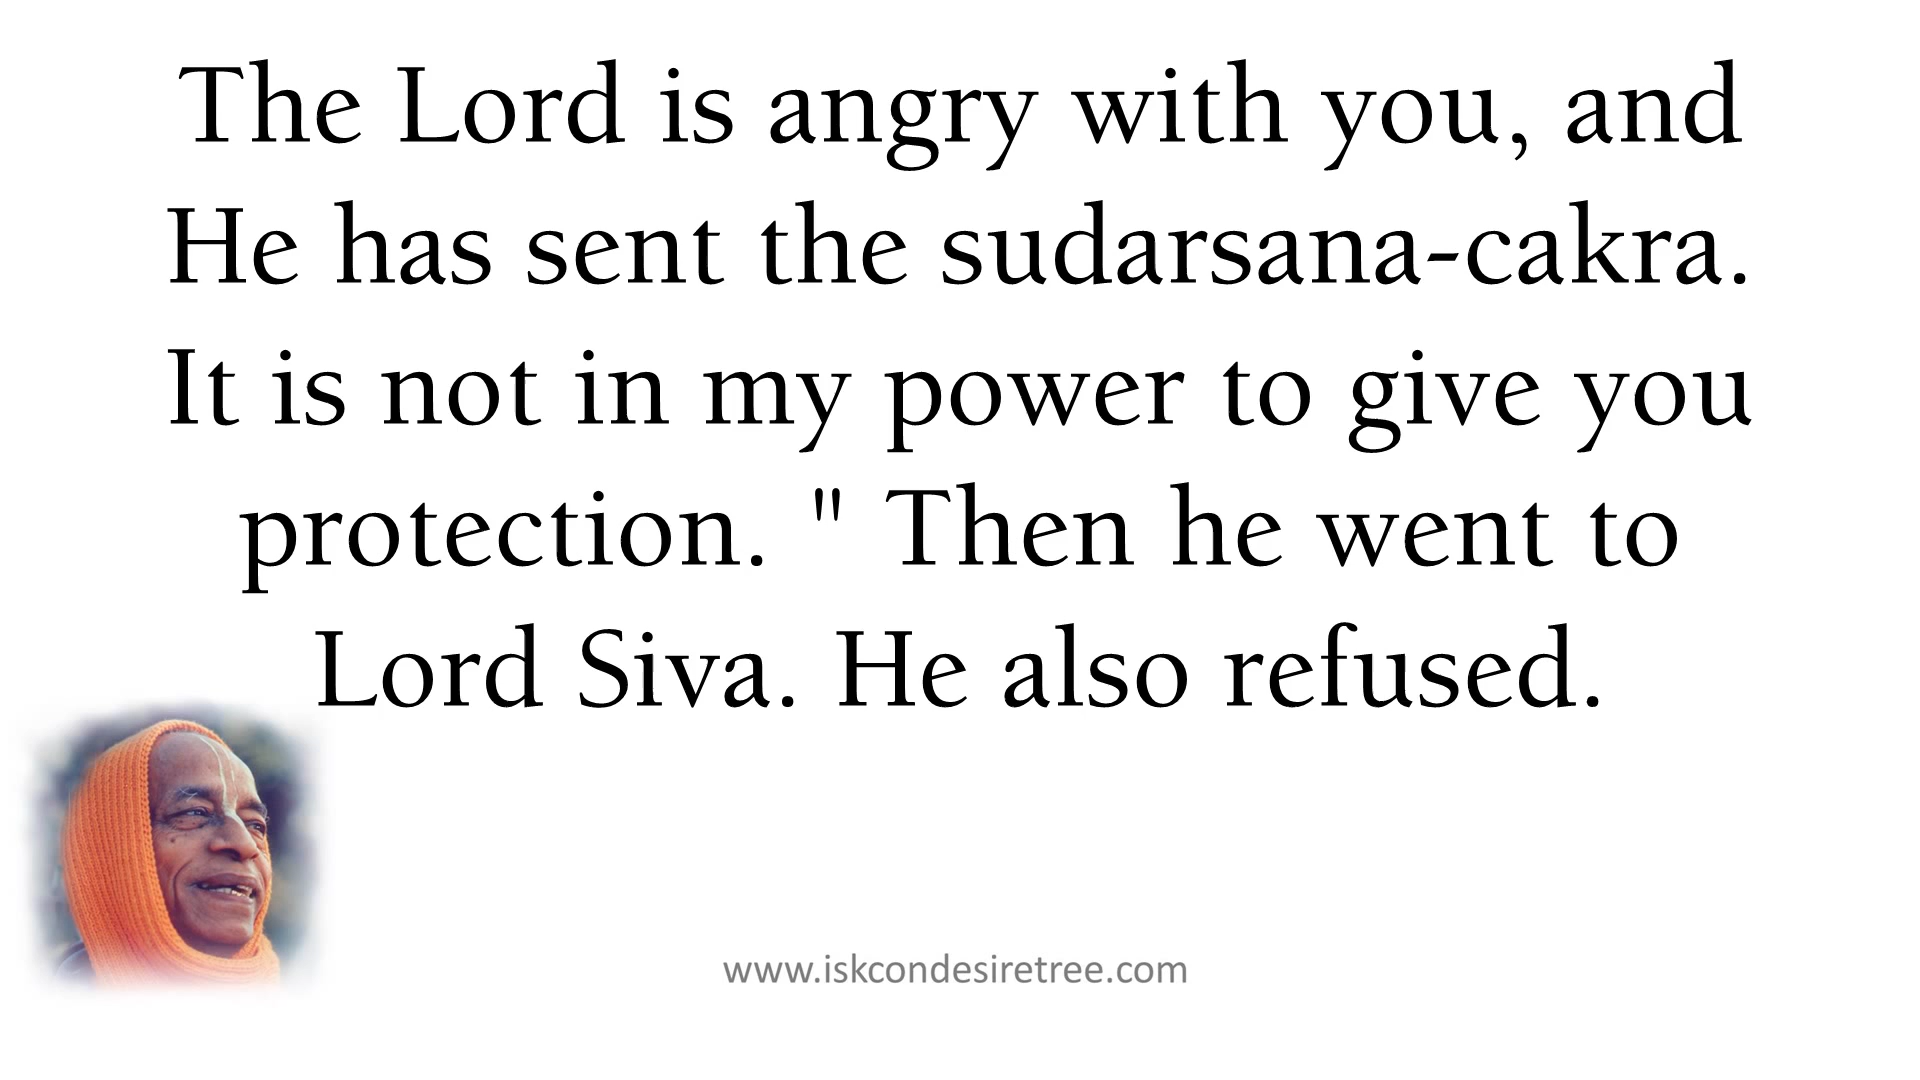 The Lord is angry with you, and
He has sent the sudarsana-cakra.
It is not in my power to give you
protection. " Then he went to
Lord Siva. He also refused.
www.iskcondesiretree.com